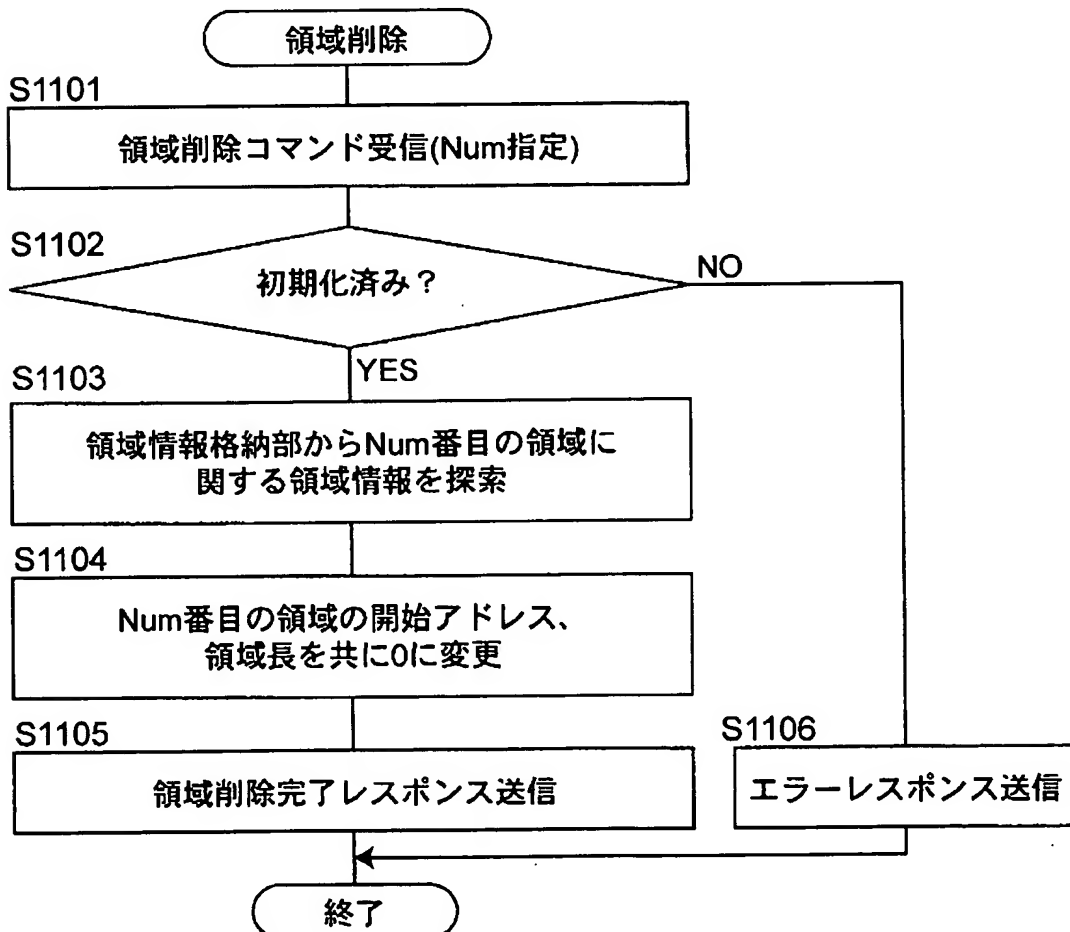 領域削除
S1101
領域削除コマンド受信(Num指定)
S1102
初期化済み？
NO
YES
S1103
領域情報格納部からNum番目の領域に
関する領域情報を探索
S1104
Num番目の領域の開始アドレス、
領域長を共に0に変更
S1105
領域削除完了レスポンス送信
S1106
エラーレスポンス送信
終了